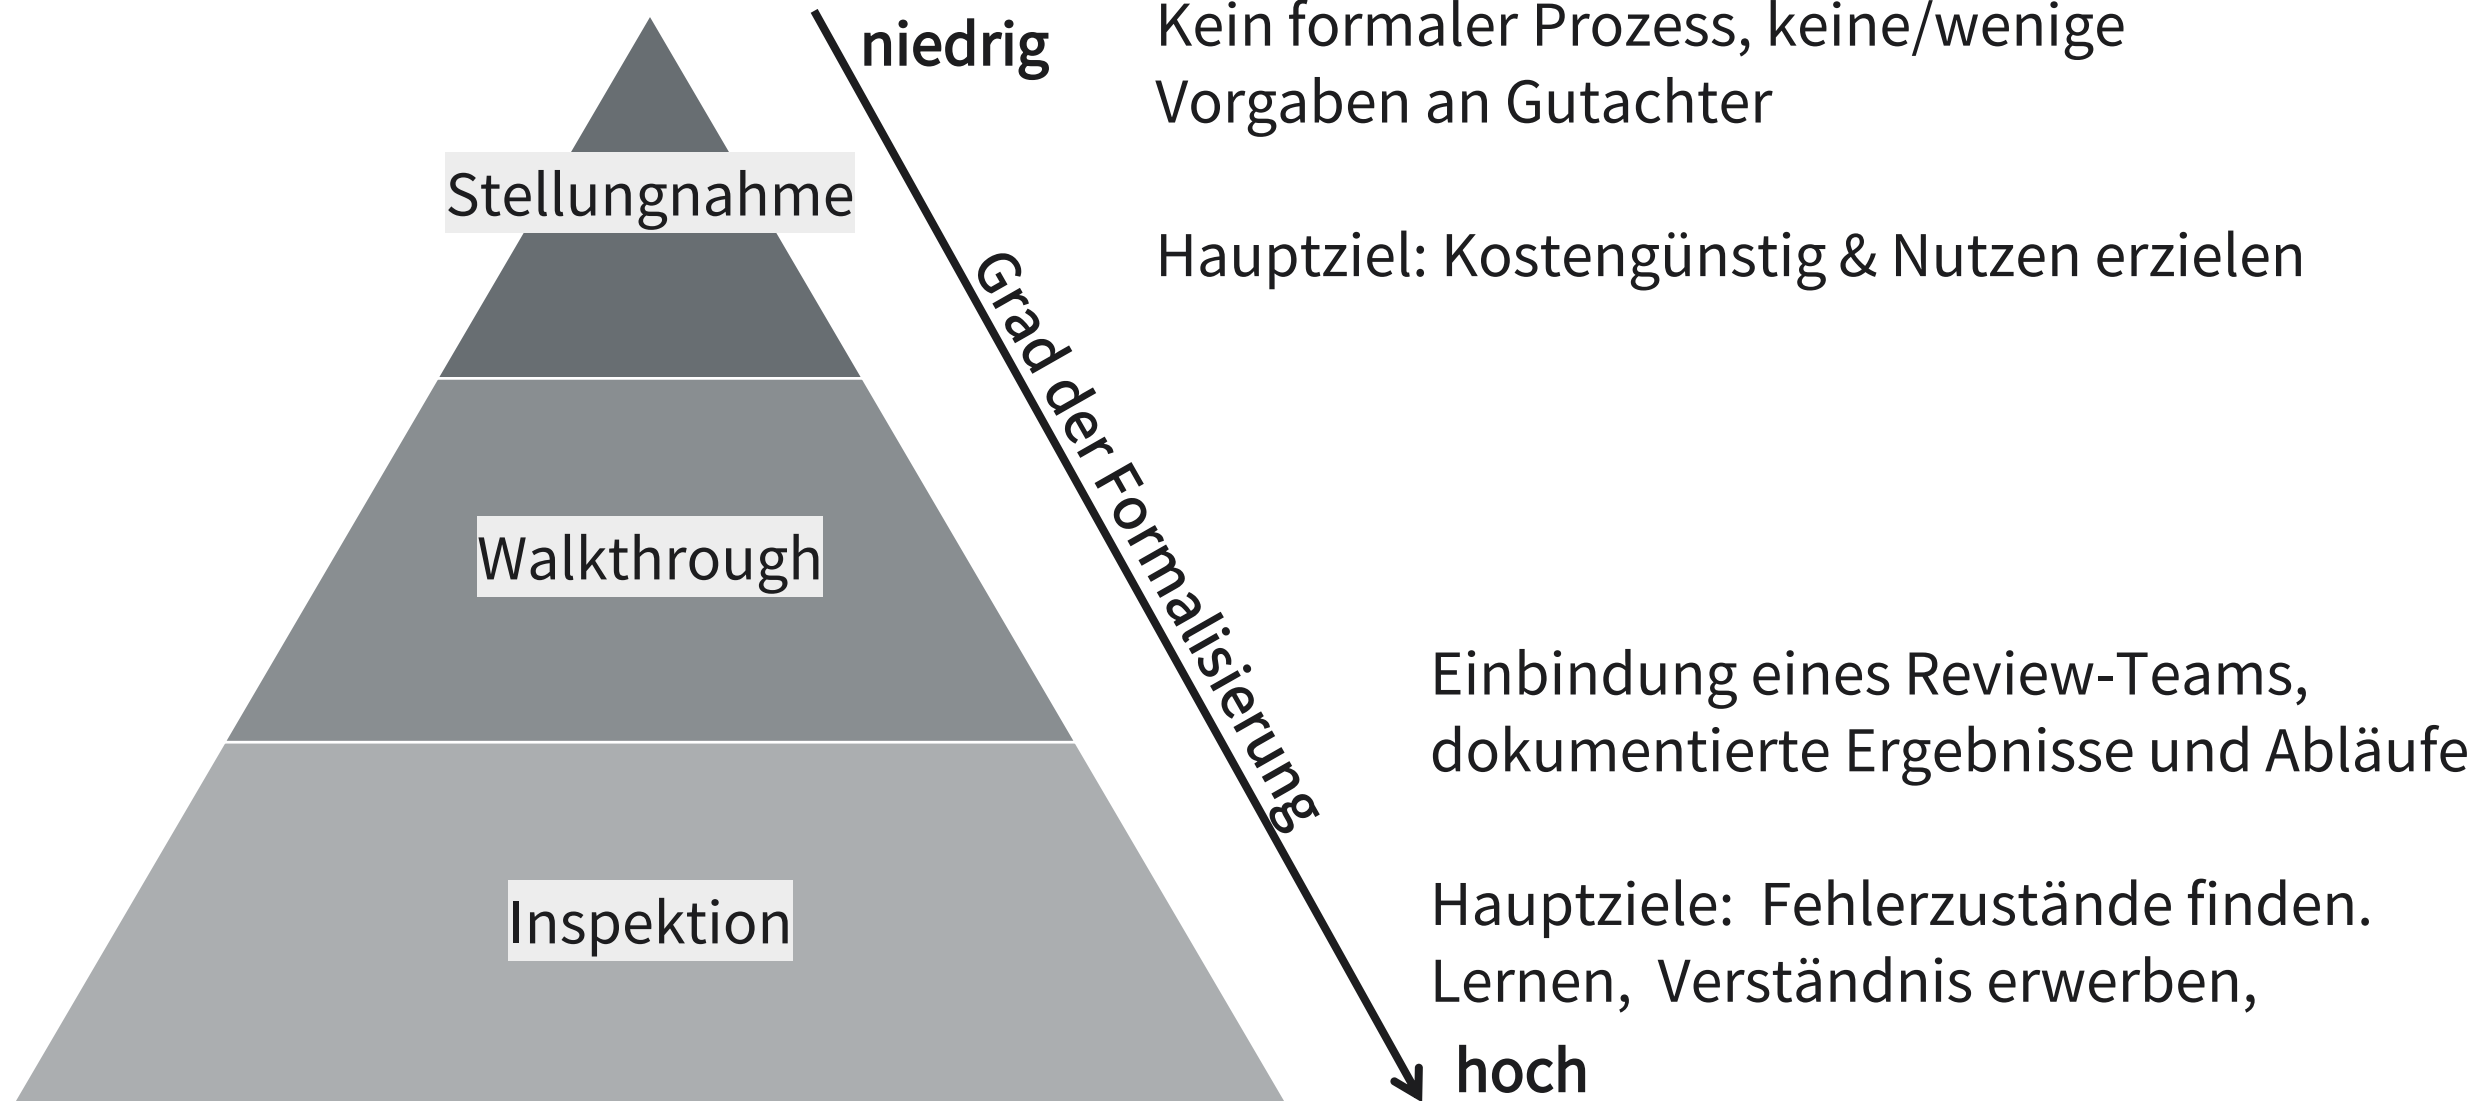 niedrig
Kein formaler Prozess, keine/wenige
Vorgaben an Gutachter
Hauptziel: Kostengünstig & Nutzen erzielen
Stellungnahme
Grad der Formalisierung
Walkthrough
Einbindung eines Review-Teams,
dokumentierte Ergebnisse und Abläufe
Hauptziele: Fehlerzustände finden.
Lernen, Verständnis erwerben,
Inspektion
hoch